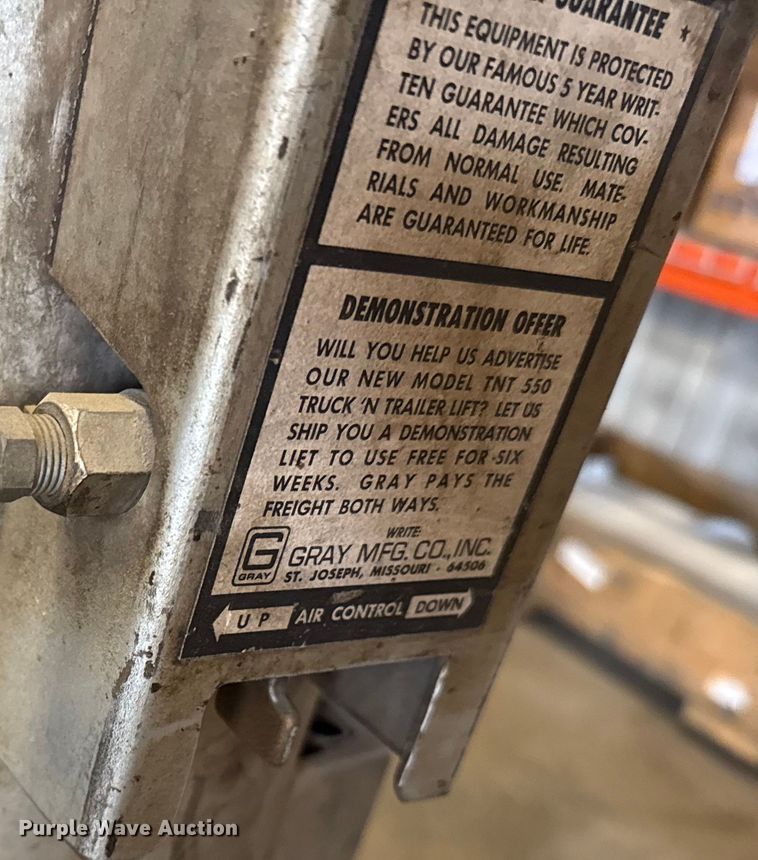 GUARANTEE ★
THIS EQUIPMENT IS PROTECTED
BY OUR FAMOUS 5 YEAR WRIT-
TEN GUARANTEE WHICH COV-
ERS ALL DAMAGE RESULTING
FROM NORMAL USE. MATE-
RIALS AND WORKMANSHIP
ARE GUARANTEED FOR LIFE.
DEMONSTRATION OFFER
WILL YOU HELP US ADVERTISE
OUR NEW MODEL TNT 550
TRUCK 'N TRAILER LIFT? LET US
SHIP YOU A DEMONSTRATION
LIFT TO USE FREE FOR SIX
WEEKS. GRAY PAYS THE
FREIGHT BOTH WAYS.
WRITE:
G GRAY
GRAY MFG. CO., INC.
ST. JOSEPH, MISSOURI - 64506
UP AIR CONTROL DOWN
Purple Wave Auction